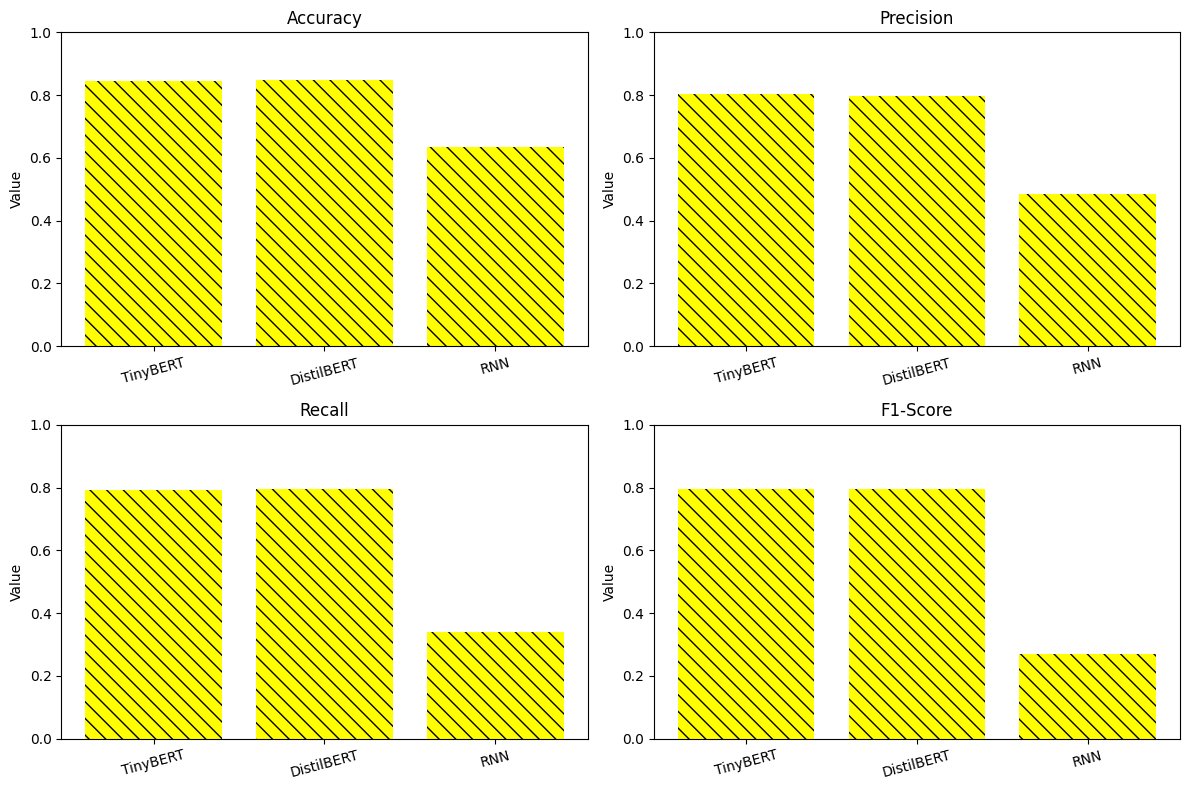 Accuracy
Value
1.0
0.8
0.6
0.4
0.2
0.0
TinyBERT
DistilBERT
RNN
Precision
Value
1.0
0.8
0.6
0.4
0.2
0.0
TinyBERT
DistilBERT
RNN
Recall
Value
1.0
0.8
0.6
0.4
0.2
0.0
TinyBERT
DistilBERT
RNN
F1-Score
Value
1.0
0.8
0.6
0.4
0.2
0.0
TinyBERT
DistilBERT
RNN